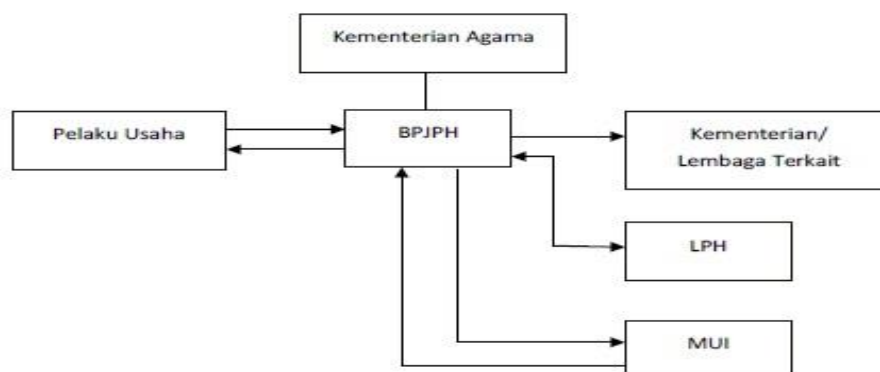 Kementerian Agama
Pelaku Usaha
BPJPH
Kementerian/
Lembaga Terkait
LPH
MUI